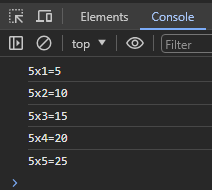 Elements Console
top Filter
5x1=5
5x2=10
5x3=15
5x4=20
5x5=25